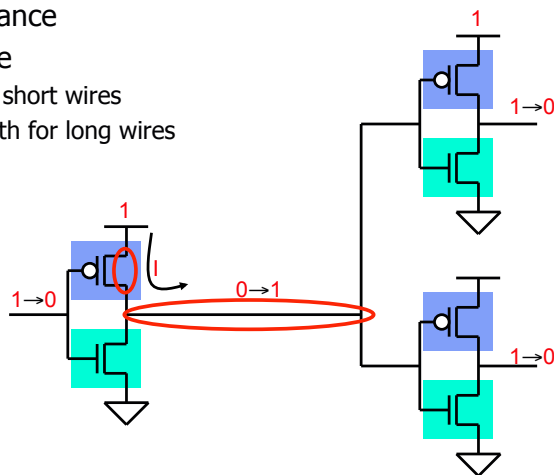 ance
e
short wires
th for long wires
1
1→0
1
I
1→0
0→1
1→0